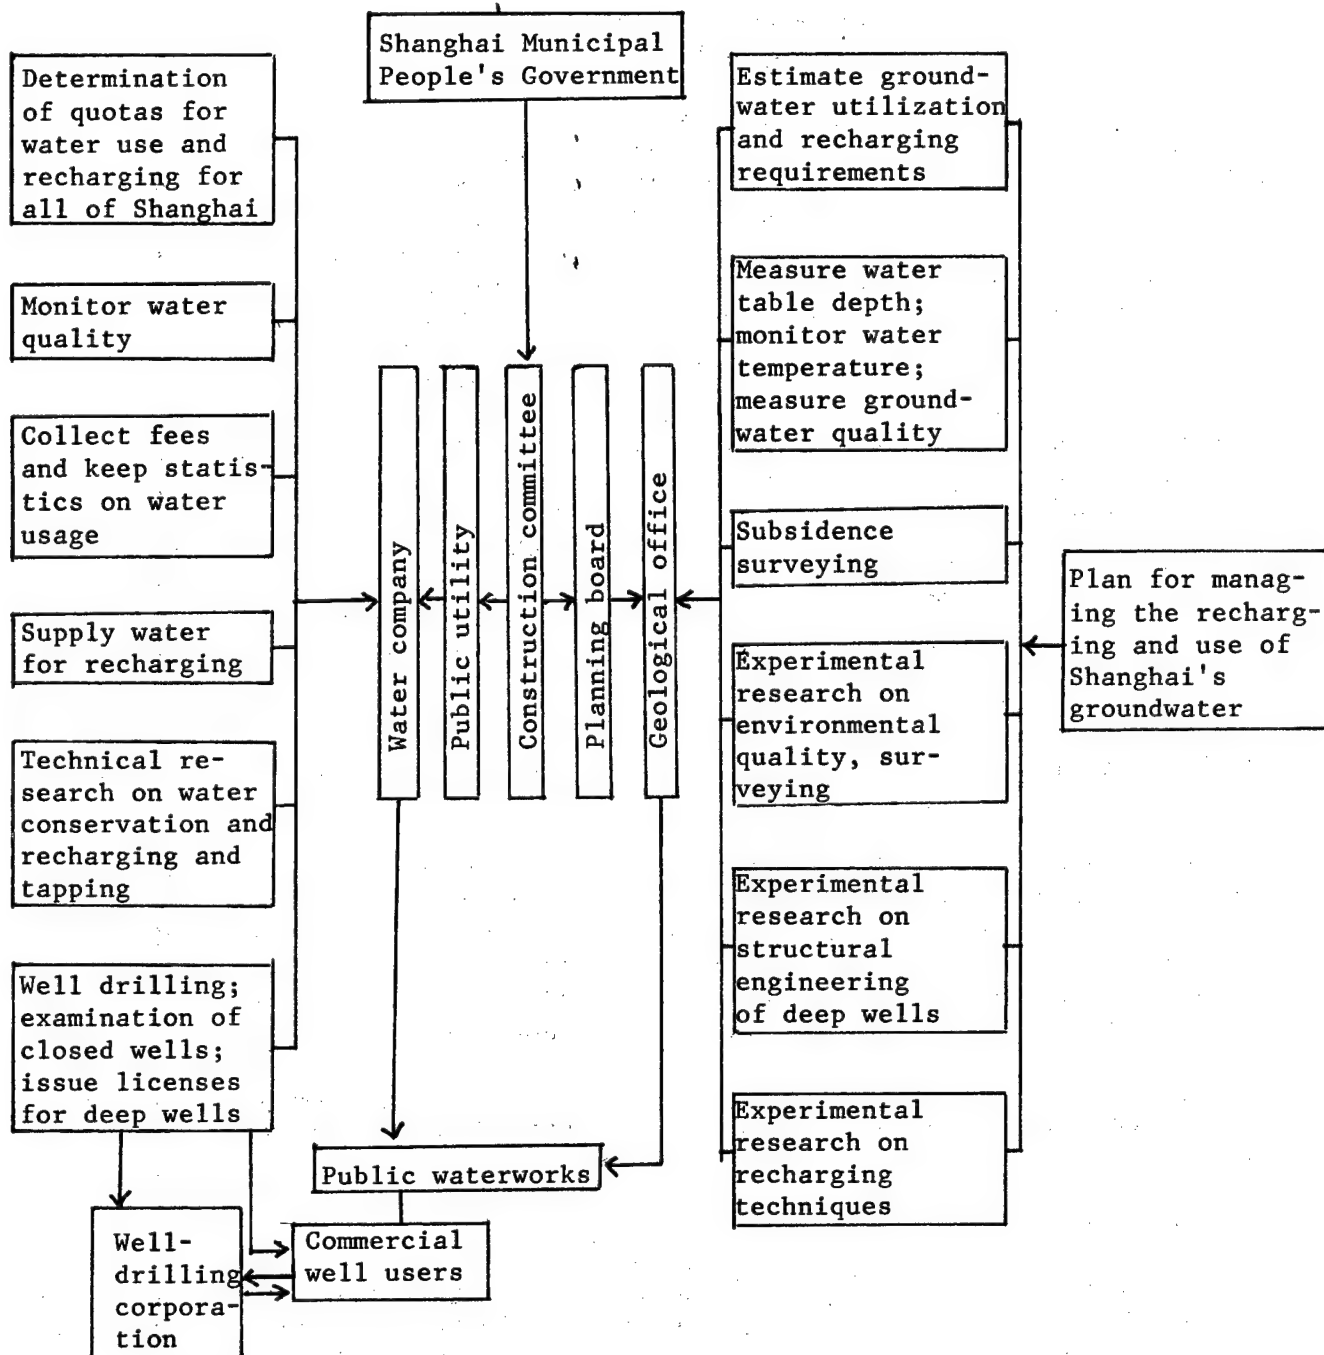 Shanghai Municipal
People's Government
Determination
of quotas for
water use and
recharging for
all of Shanghai
Monitor water
quality
Collect fees
and keep statis-
tics on water
usage
Supply water
for recharging
Technical re-
search on water
conservation and
recharging and
tapping
Well drilling;
examination of
closed wells;
issue licenses
for deep wells
Well-
drilling
corpora-
tion
Water company
Public utility
Construction committee
Planning board
Geological office
Public waterworks
Commercial
well users
Estimate ground-
water utilization
and recharging
requirements
Measure water
table depth;
monitor water
temperature;
measure ground-
water quality
Subsidence
surveying
Experimental
research on
environmental
quality, sur-
veying
Experimental
research on
structural
engineering
of deep wells
Experimental
research on
recharging
techniques
Plan for manag-
ing the recharg-
ing and use of
Shanghai's
groundwater